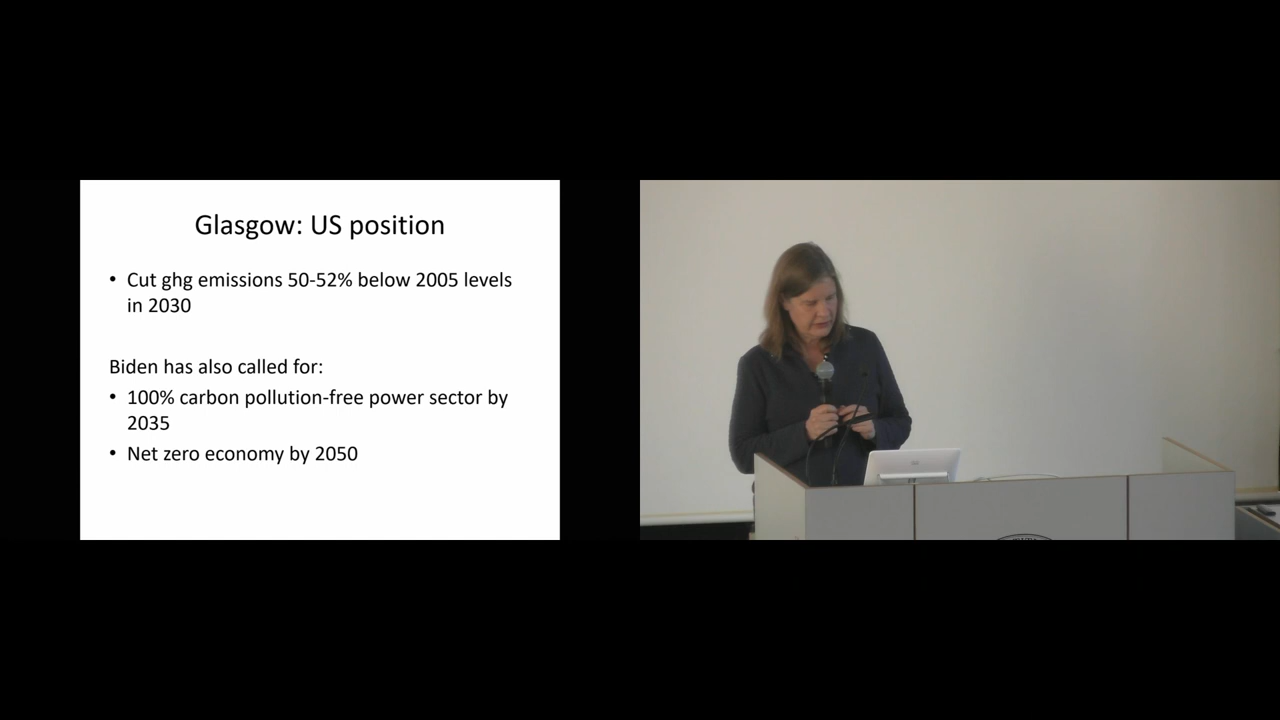 Glasgow: US position
• Cut ghg emissions 50-52% below 2005 levels
in 2030
Biden has also called for:
• 100% carbon pollution-free power sector by
2035
• Net zero economy by 2050